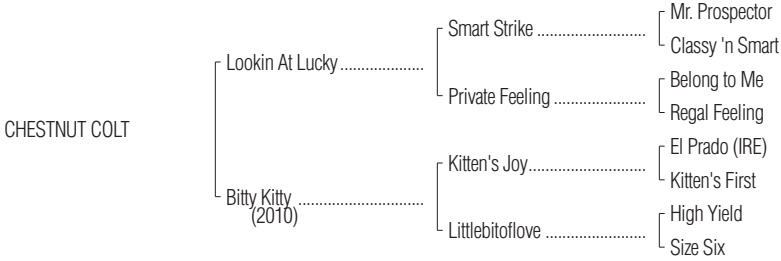 Mr. Prospector
Smart Strike ........................
Classy 'n Smart
Lookin At Lucky ...................
Belong to Me
Private Feeling ....................
Regal Feeling
CHESTNUT COLT
El Prado (IRE)
Kitten's Joy..........................
Kitten's First
Bitty Kitty ...........................
(2010)
High Yield
Littlebitoflove ......................
Size Six